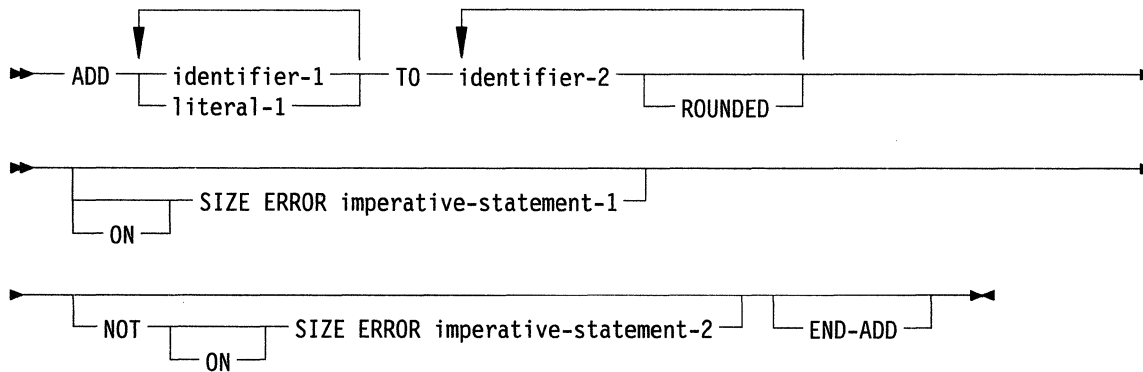 ADD identifier-1 TO identifier-2
literal-1 ROUNDED
SIZE ERROR imperative-statement-1
ON
NOT SIZE ERROR imperative-statement-2 END-ADD
ON